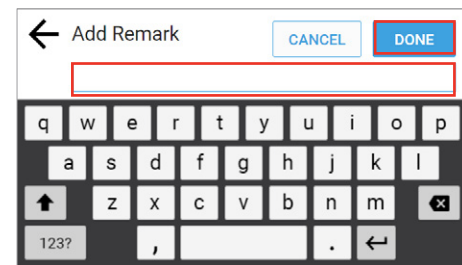 Add Remark CANCEL DONE
q w e r t y u i o p
a s d f g h j k l
z x c v b n m
123? , .